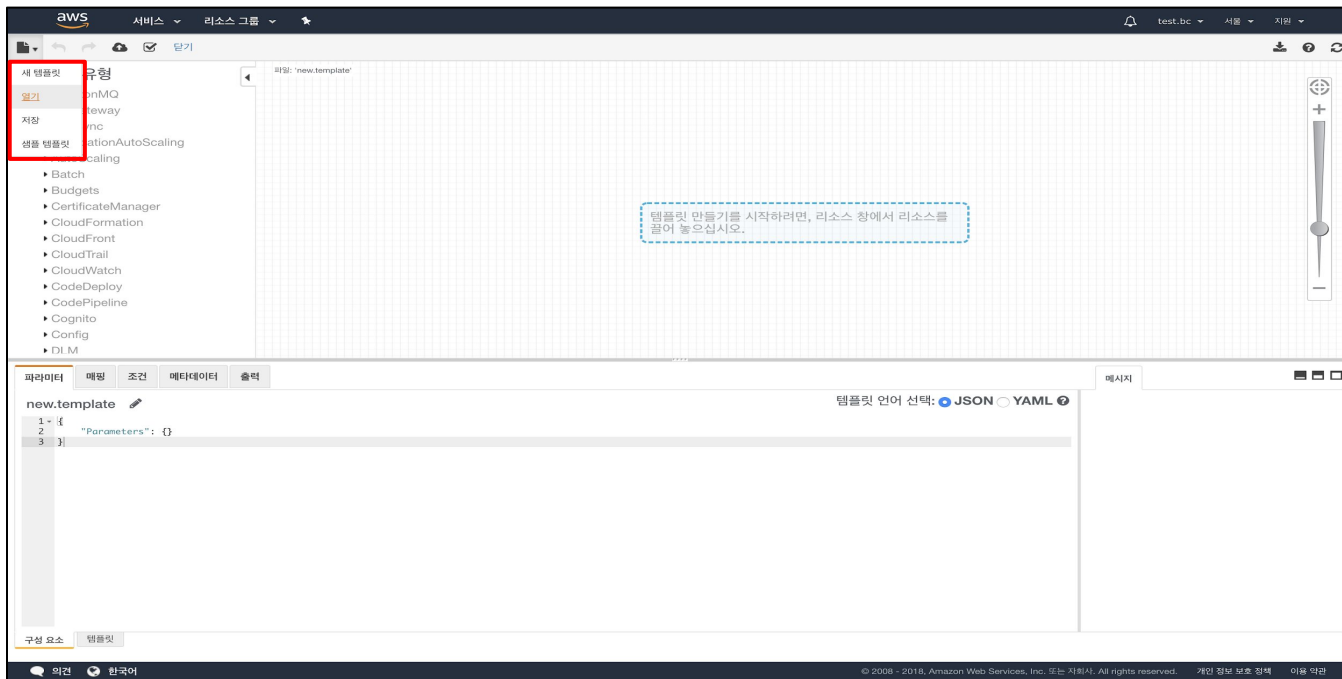 aws 서비스 리소스 그룹 test.bc 서울 지원
닫기
새 템플릿
열기
저장
샘플 템플릿
유형
onMQ
teway
ync
ationAutoScaling
caling
Batch
Budgets
CertificateManager
CloudFormation
CloudFront
CloudTrail
CloudWatch
CodeDeploy
CodePipeline
Cognito
Config
DLM
파일: 'new.template'
템플릿 만들기를 시작하려면, 리소스 창에서 리소스를
끌어 놓으십시오.
파라미터 매핑 조건 메타데이터 출력
메시지
new.template
템플릿 언어 선택: JSON YAML
1 {
2 "Parameters": {}
3 }
구성 요소 템플릿
의견 한국어 © 2008 - 2018, Amazon Web Services, Inc. 또는 자회사. All rights reserved. 개인 정보 보호 정책 이용 약관